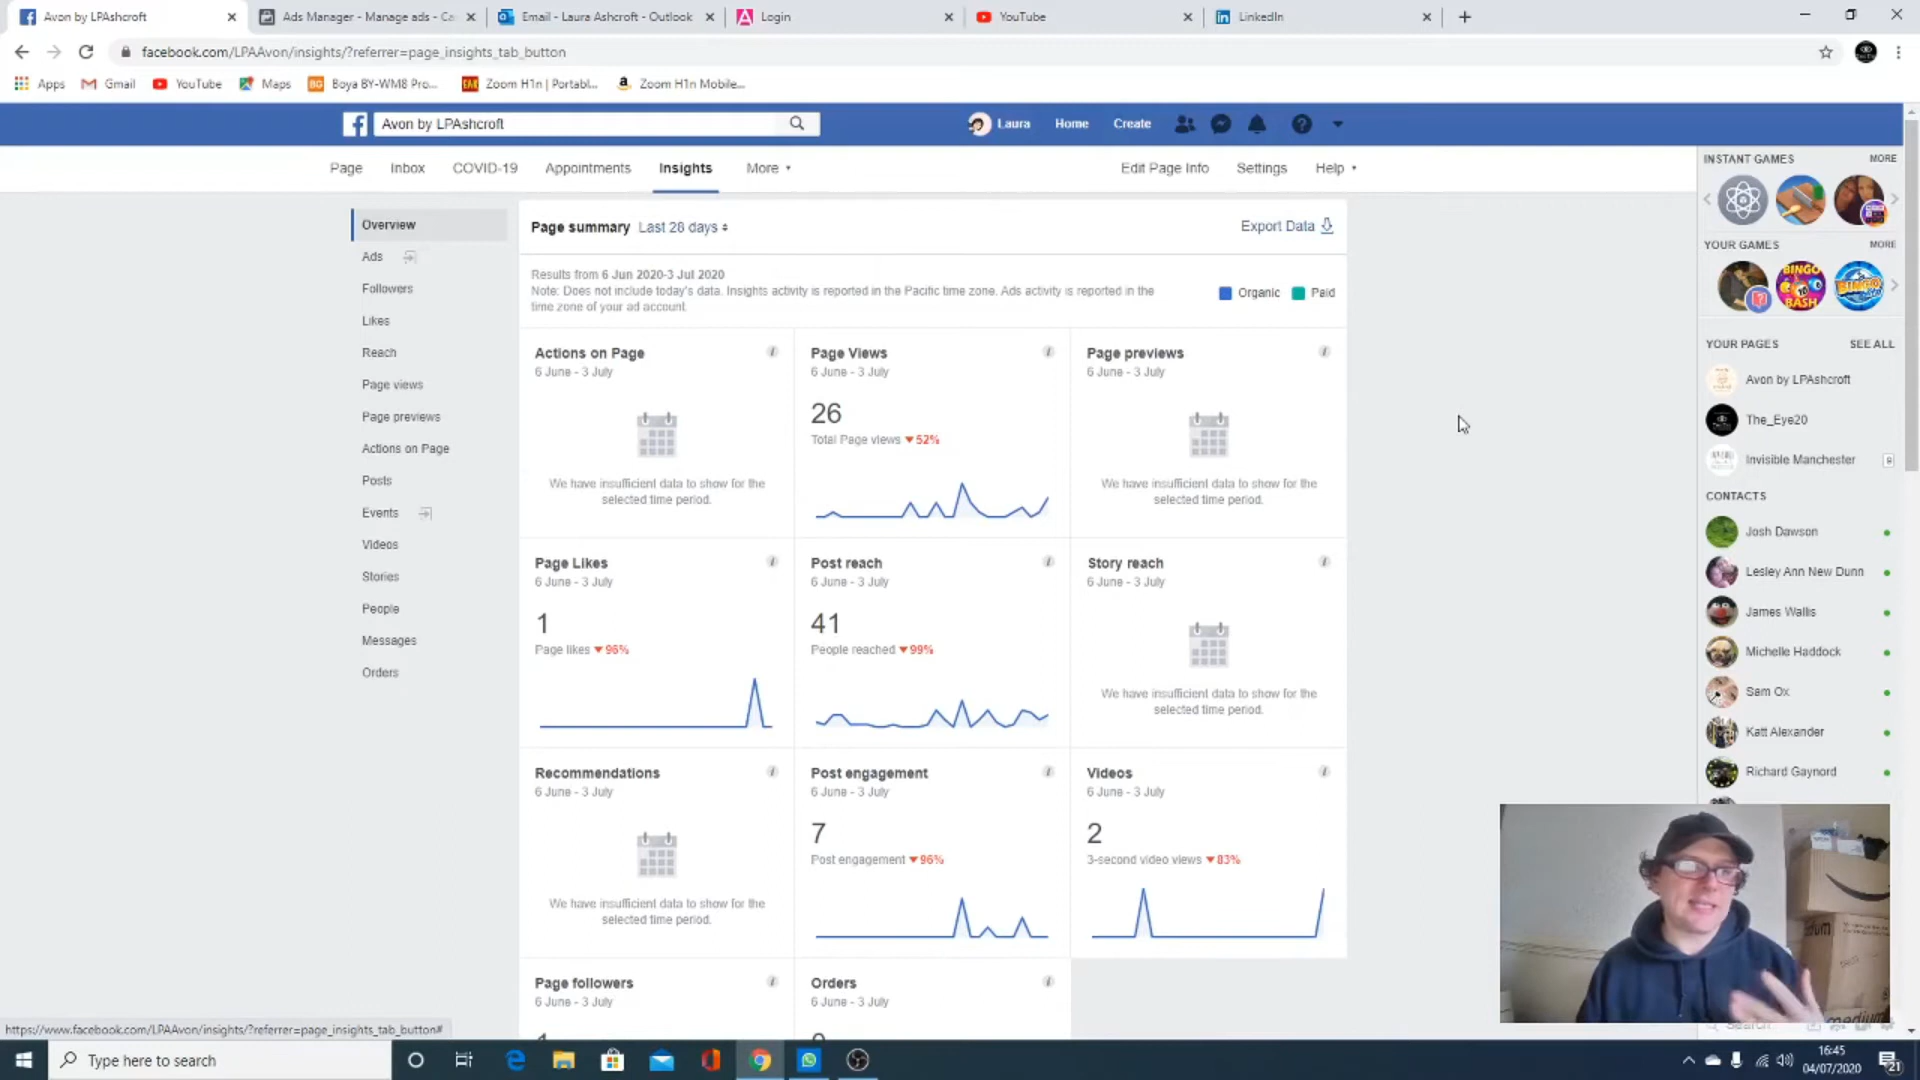 Avon by LPAshcroft
Ads Manager - Manage ads - Ca
Email - Laura Ashcroft - Outlook
Login
YouTube
LinkedIn
facebook.com/LPAAvon/insights/?referrer=page_insights_tab_button
Apps
Gmail
YouTube
Maps
Boya BY-WM8 Pro...
Zoom H1n | Portabl...
Zoom H1n Mobile...
Avon by LPAshcroft
Laura
Home
Create
Page
Inbox
COVID-19
Appointments
Insights
More
Edit Page Info
Settings
Help
Overview
Ads
Followers
Likes
Reach
Page views
Page previews
Actions on Page
Posts
Events
Videos
Stories
People
Messages
Orders
Page summary Last 28 days
Export Data
Results from 6 Jun 2020-3 Jul 2020
Note: Does not include today's data. Insights activity is reported in the Pacific time zone. Ads activity is reported in the
time zone of your ad account.
Organic
Paid
Actions on Page
6 June - 3 July
We have insufficient data to show for the
selected time period.
Page Views
6 June - 3 July
26
Total Page views ▼52%
Page previews
6 June - 3 July
We have insufficient data to show for the
selected time period.
Page Likes
6 June - 3 July
1
Page likes ▼96%
Post reach
6 June - 3 July
41
People reached ▼99%
Story reach
6 June - 3 July
We have insufficient data to show for the
selected time period.
Recommendations
6 June - 3 July
We have insufficient data to show for the
selected time period.
Post engagement
6 June - 3 July
7
Post engagement ▼96%
Videos
6 June - 3 July
2
3-second video views ▼83%
Page followers
6 June - 3 July
Orders
6 June - 3 July
INSTANT GAMES
MORE
YOUR GAMES
MORE
BINGO
BASH
YOUR PAGES
SEE ALL
Avon by LPAshcroft
The_Eye20
Invisible Manchester
CONTACTS
Josh Dawson
Lesley Ann New Dunn
James Wallis
Michelle Haddock
Sam Ox
Katt Alexander
Richard Gaynord
medium
https://www.facebook.com/LPAAvon/insights/?referrer=page_insights_tab_button#
Type here to search
16:45
04/07/2020
21